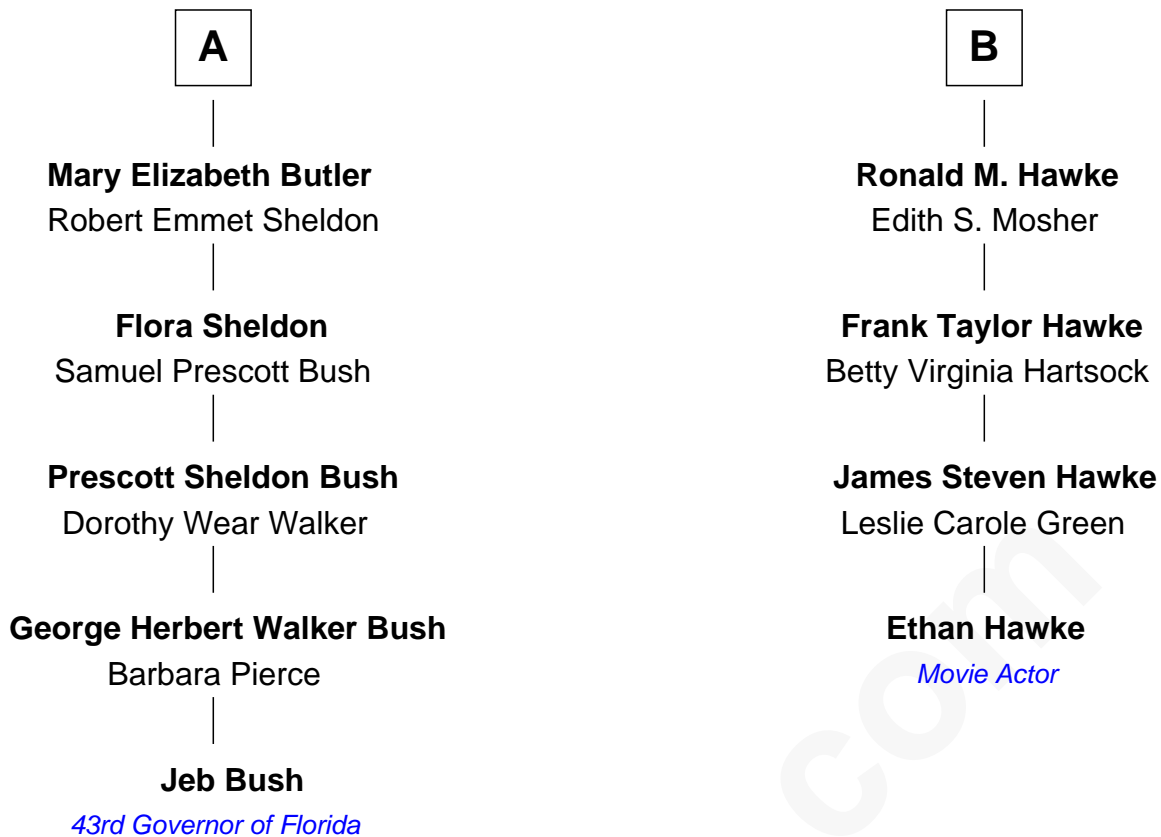 A
Mary Elizabeth Butler
Robert Emmet Sheldon
Flora Sheldon
Samuel Prescott Bush
Prescott Sheldon Bush
Dorothy Wear Walker
George Herbert Walker Bush
Barbara Pierce
Jeb Bush
43rd Governor of Florida
B
Ronald M. Hawke
Edith S. Mosher
Frank Taylor Hawke
Betty Virginia Hartsock
James Steven Hawke
Leslie Carole Green
Ethan Hawke
Movie Actor
com